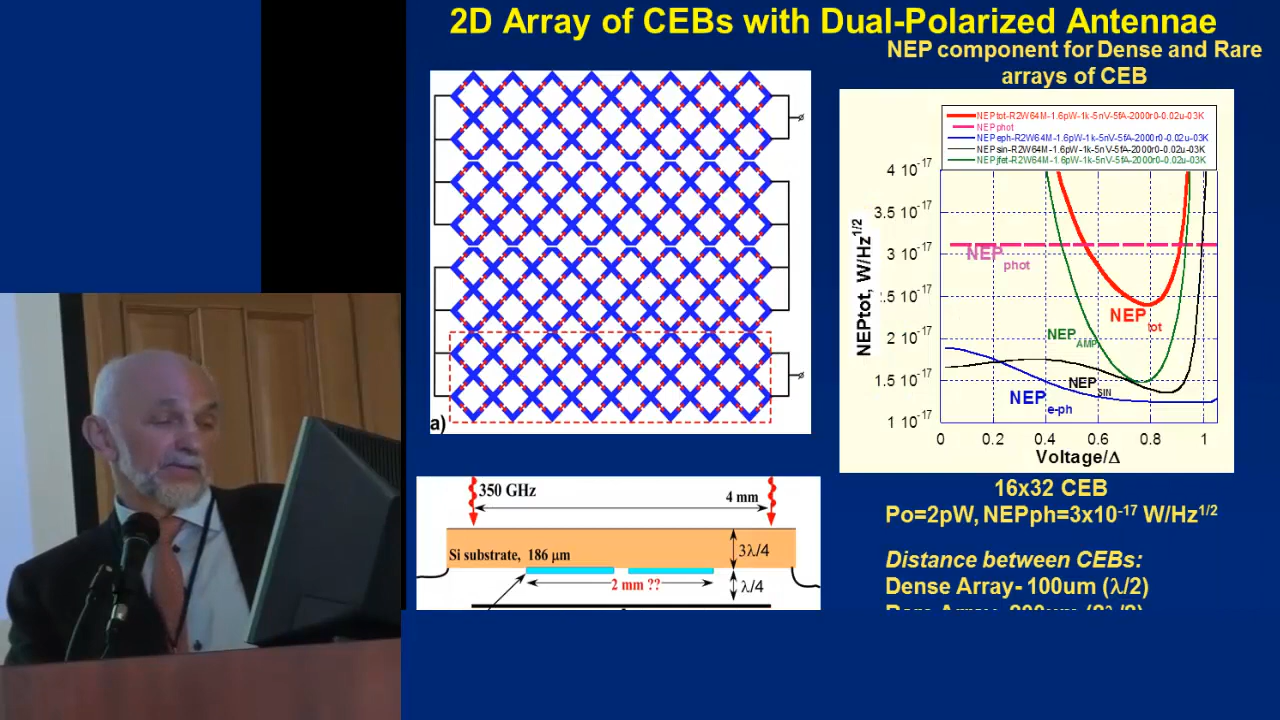 2D Array of CEBs with Dual-Polarized Antennae
NEP component for Dense and Rare
arrays of CEB
a)
NEPtot-R2W64M-1.6pW-1k-5nV-5fA-2000r0-0.02u-03K
NEPphot
NEPeph-R2W64M-1.6pW-1k-5nV-5fA-2000r0-0.02u-03K
NEPsin-R2W64M-1.6pW-1k-5nV-5fA-2000r0-0.02u-03K
NEPjfet-R2W64M-1.6pW-1k-5nV-5fA-2000r0-0.02u-03K
4 10⁻¹⁷
3.5 10⁻¹⁷
3 10⁻¹⁷
.5 10⁻¹⁷
2 10⁻¹⁷
1.5 10⁻¹⁷
1 10⁻¹⁷
NEPtot, W/Hz¹/²
NEP phot
NEP tot
NEP AMP
NEP SIN
NEP e-ph
0 0.2 0.4 0.6 0.8 1
Voltage/Δ
350 GHz
4 mm
Si substrate, 186 μm
3λ/4
2 mm ??
λ/4
16x32 CEB
Po=2pW, NEPph=3x10⁻¹⁷ W/Hz¹/²
Distance between CEBs:
Dense Array- 100um (λ/2)